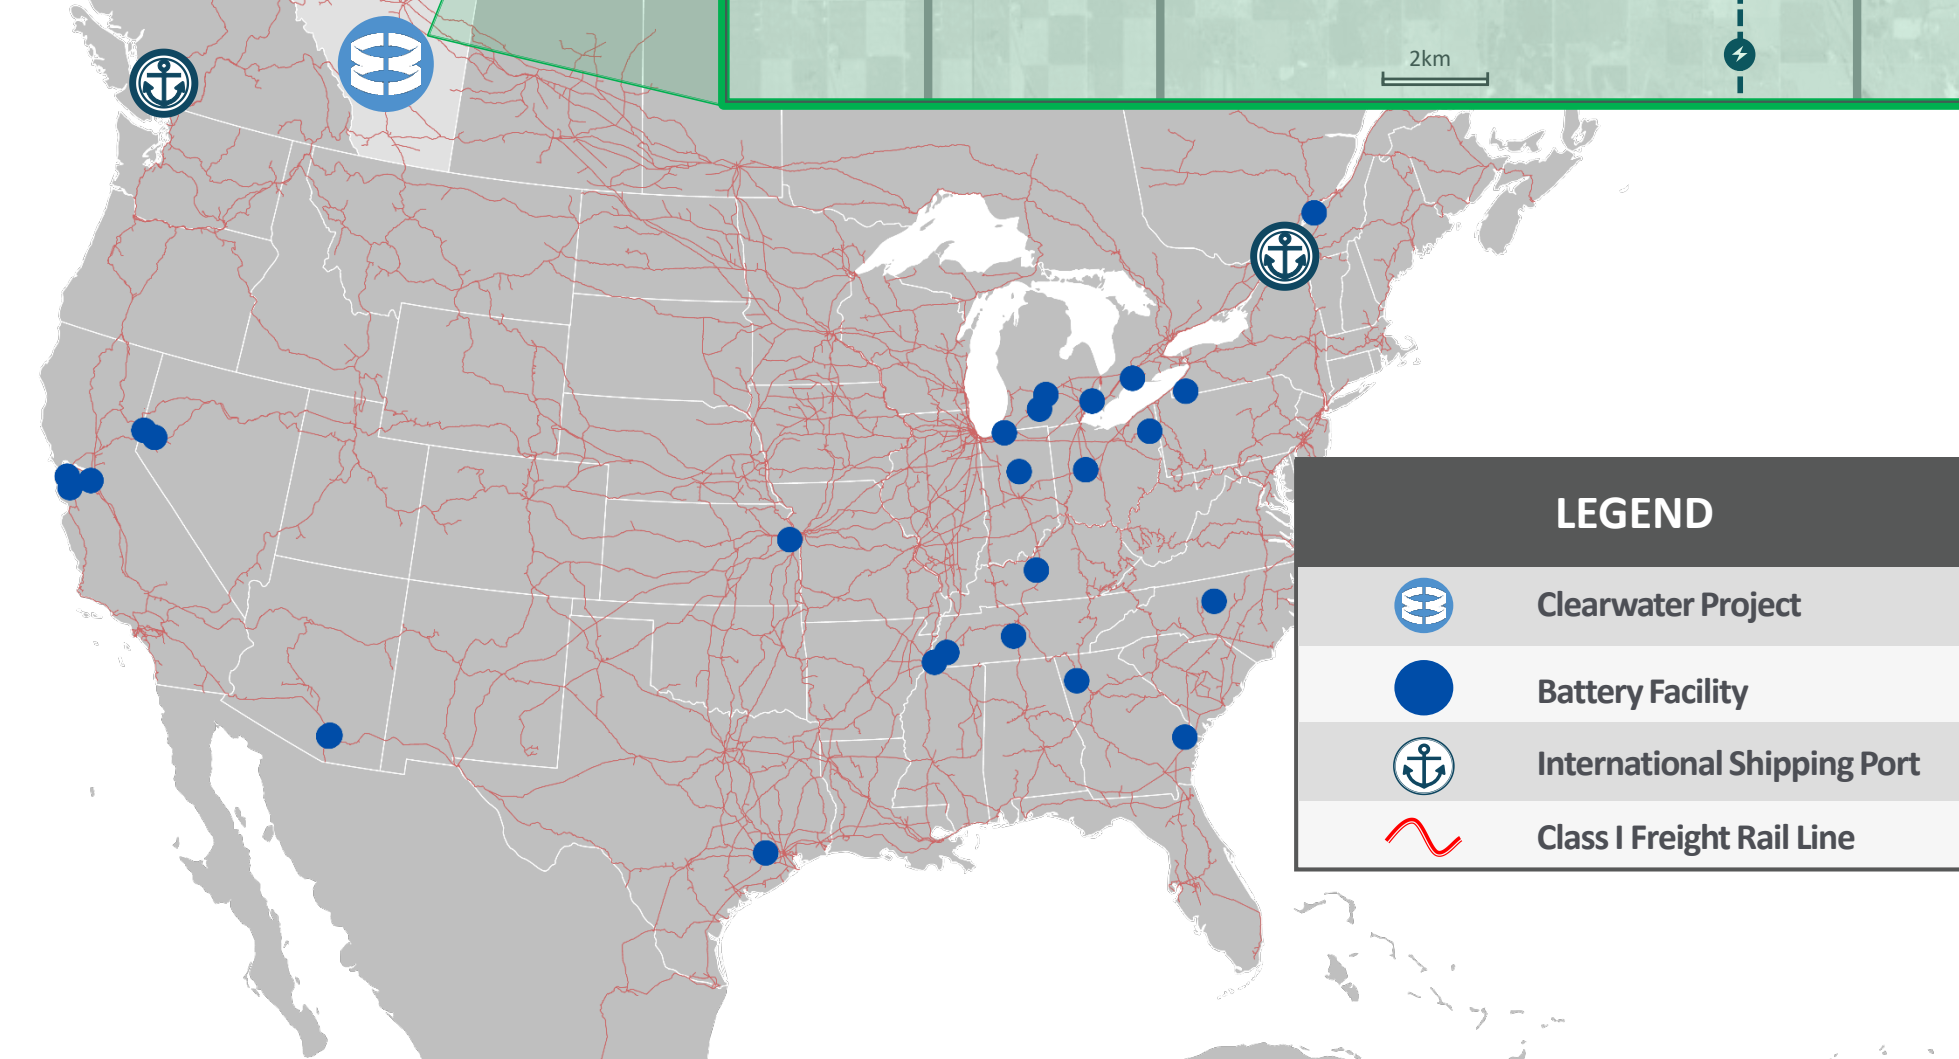 2km
LEGEND
Clearwater Project
Battery Facility
International Shipping Port
Class I Freight Rail Line